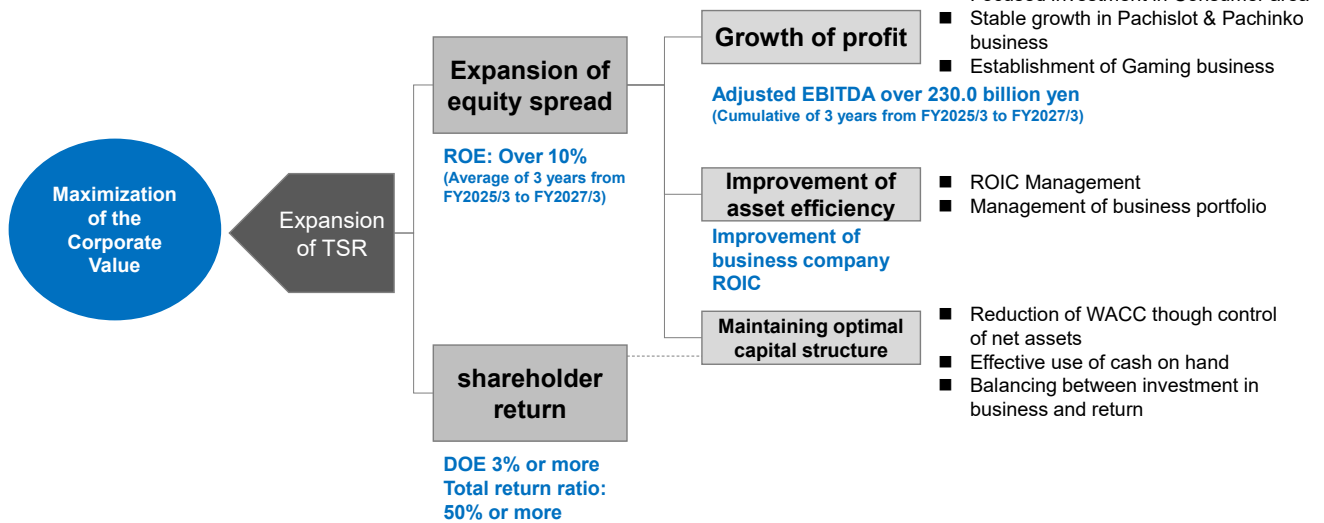 Focused investment in Consumer area
Growth of profit
Stable growth in Pachislot & Pachinko
business
Establishment of Gaming business
Adjusted EBITDA over 230.0 billion yen
(Cumulative of 3 years from FY2025/3 to FY2027/3)
Expansion of
equity spread
ROE: Over 10%
(Average of 3 years from
FY2025/3 to FY2027/3)
Maximization
of the
Corporate
Value
Expansion
of TSR
Improvement of
asset efficiency
ROIC Management
Management of business portfolio
Improvement of
business company
ROIC
Maintaining optimal
capital structure
Reduction of WACC though control
of net assets
Effective use of cash on hand
Balancing between investment in
business and return
shareholder
return
DOE 3% or more
Total return ratio:
50% or more